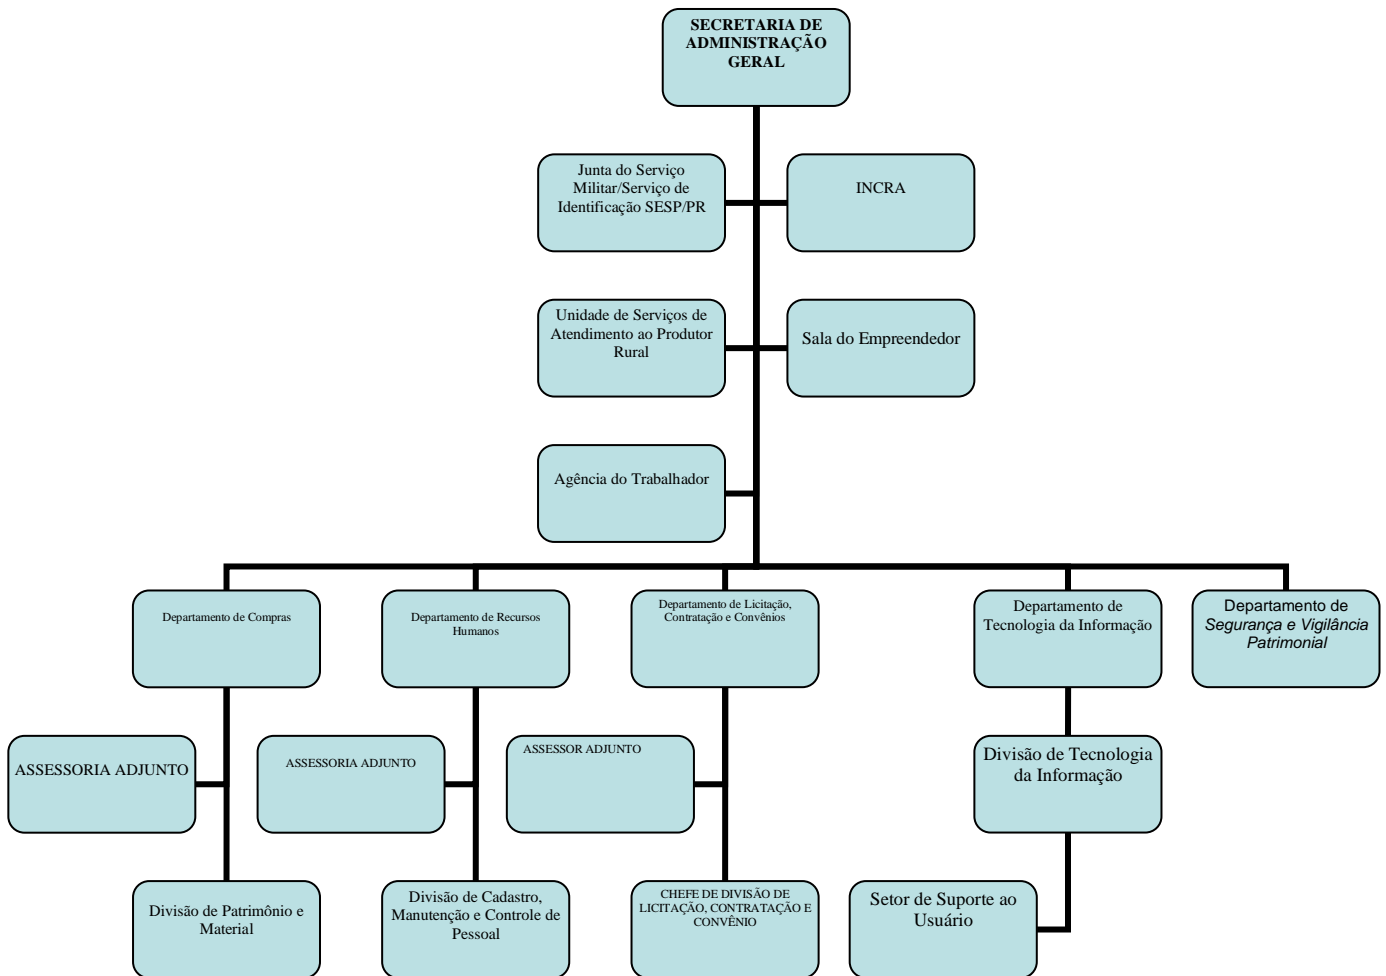 SECRETARIA DE
ADMINISTRAÇÃO
GERAL
Junta do Serviço
Militar/Serviço de
Identificação SESP/PR
INCRA
Unidade de Serviços de
Atendimento ao Produtor
Rural
Sala do Empreendedor
Agência do Trabalhador
Departamento de Compras
Departamento de Recursos
Humanos
Departamento de Licitação,
Contratação e Convênios
Departamento de
Tecnologia da Informação
Departamento de
Segurança e Vigilância
Patrimonial
ASSESSORIA ADJUNTO
ASSESSORIA ADJUNTO
ASSESSOR ADJUNTO
Divisão de Tecnologia
da Informação
Divisão de Patrimônio e
Material
Divisão de Cadastro,
Manutenção e Controle de
Pessoal
CHEFE DE DIVISÃO DE
LICITAÇÃO, CONTRATAÇÃO E
CONVÊNIO
Setor de Suporte ao
Usuário